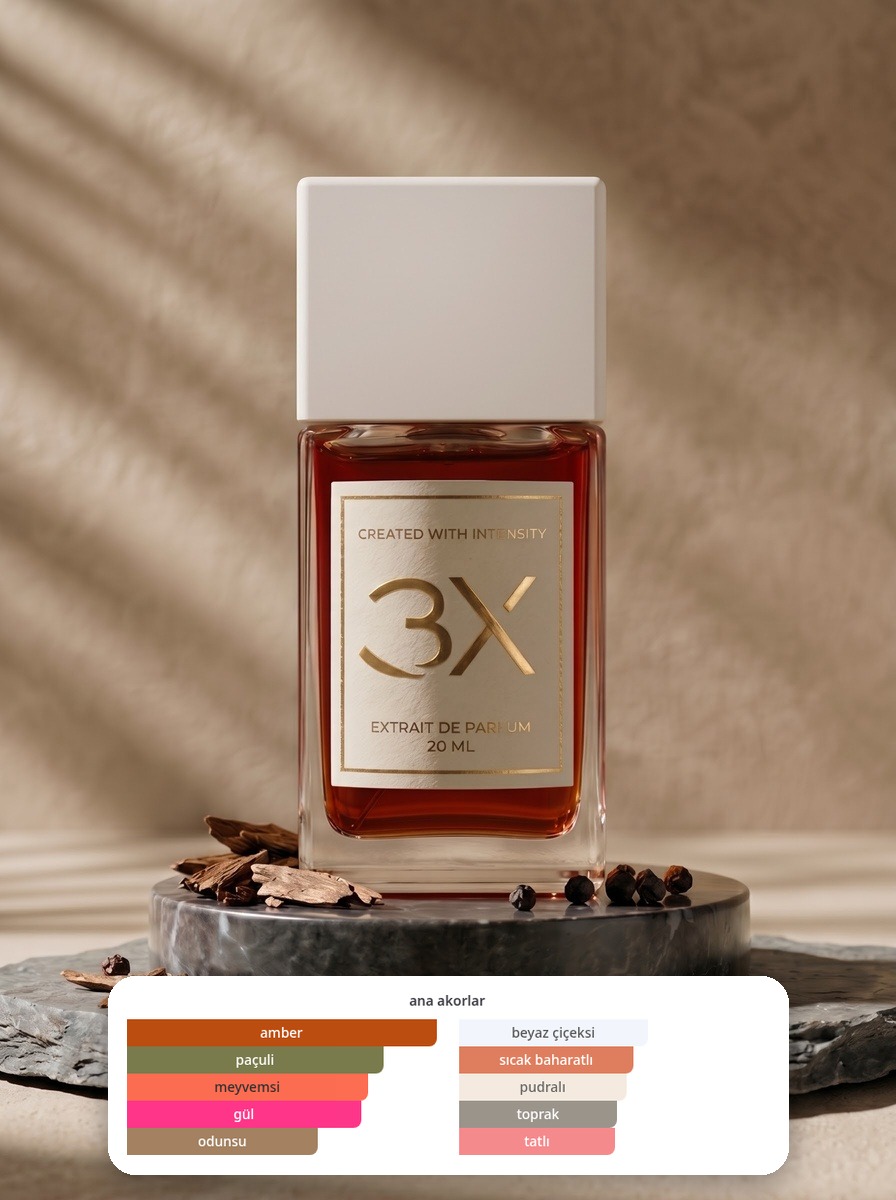 CREATED WITH INTENSITY
3X
EXTRAIT DE PARFUM
20 ML
ana akorlar
amber
paçuli
meyvemsi
gül
odunsu
beyaz çiçeksi
sıcak baharatlı
pudralı
toprak
tatlı